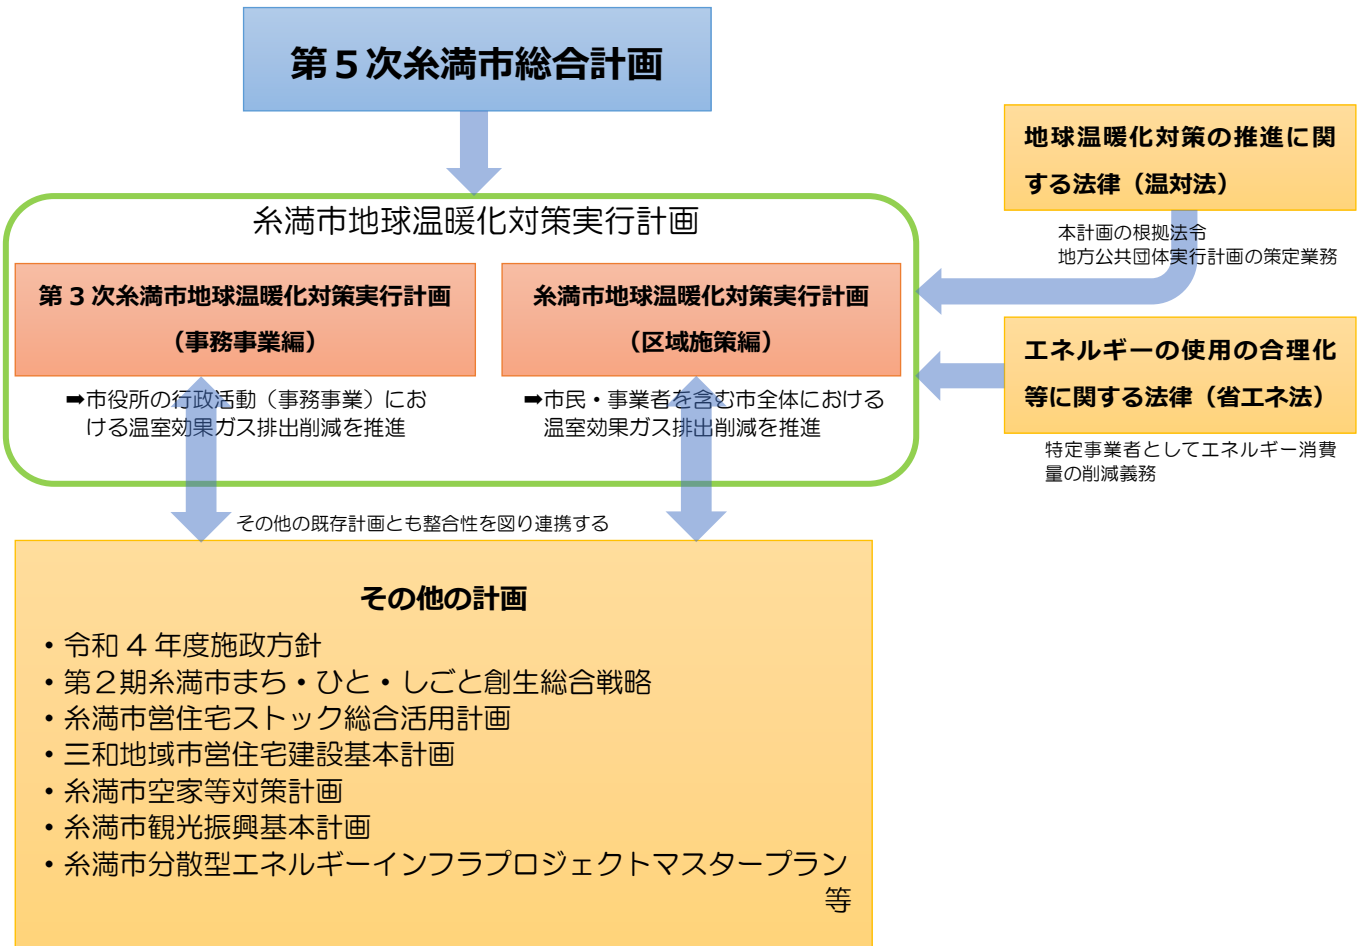 第5次糸満市総合計画
地球温暖化対策の推進に関
する法律（温対法）
本計画の根拠法令
地方公共団体実行計画の策定業務
糸満市地球温暖化対策実行計画
第3次糸満市地球温暖化対策実行計画
（事務事業編）
➡市役所の行政活動（事務事業）にお
ける温室効果ガス排出削減を推進
糸満市地球温暖化対策実行計画
（区域施策編）
➡市民・事業者を含む市全体における
温室効果ガス排出削減を推進
エネルギーの使用の合理化
等に関する法律（省エネ法）
特定事業者としてエネルギー消費
量の削減義務
その他の既存計画とも整合性を図り連携する
その他の計画
・令和4年度施政方針
・第2期糸満市まち・ひと・しごと創生総合戦略
・糸満市営住宅ストック総合活用計画
・三和地域市営住宅建設基本計画
・糸満市空家等対策計画
・糸満市観光振興基本計画
・糸満市分散型エネルギーインフラプロジェクトマスタープラン
等